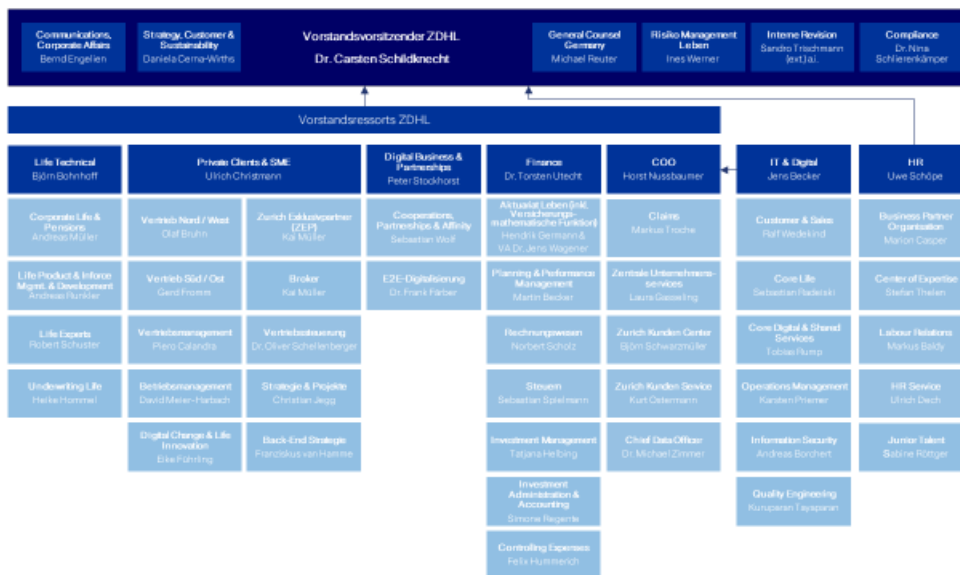 Communications,
Corporate Affairs
Bernd Engelien
Strategy, Customer &
Sustainability
Daniela Cerna-Wirths
Vorstandsvorsitzender ZDHL
Dr. Carsten Schildknecht
General Counsel
Germany
Michael Reuter
Risiko Management
Leben
Ines Werner
Interne Revision
Sandro Trischmann
(ext.) a.i.
Compliance
Dr. Nina
Schlierenkämper
Vorstandsressorts ZDHL
Life Technical
Björn Bohnhoff
Private Clients & SME
Ulrich Christmann
Digital Business &
Partnerships
Peter Stockhorst
Finance
Dr. Torsten Utecht
COO
Horst Nussbaumer
IT & Digital
Jens Becker
HR
Uwe Schöpe
Corporate Life &
Pensions
Andreas Müller
Life Product & Inforce
Mgmt. & Development
Andreas Runkler
Life Experts
Robert Schuster
Underwriting Life
Heike Hommel
Vertrieb Nord / West
Olaf Bruhn
Vertrieb Süd / Ost
Gerd Fromm
Vertriebsmanagement
Piero Calandra
Betriebsmanagement
David Meier-Harbach
Digital Change & Life
Innovation
Elke Führling
Zurich Exklusivpartner
(ZEP)
Kai Müller
Broker
Kai Müller
Vertriebssteuerung
Dr. Oliver Schellenberger
Strategie & Projekte
Christian Jegg
Back-End Strategie
Franziskus van Hamme
Cooperations,
Partnerships & Affinity
Sebastian Wolf
E2E-Digitalisierung
Dr. Frank Färber
Aktuariat Leben (inkl.
Versicherungs-
mathematische Funktion)
Hendrik Germann &
VA Dr. Jens Wagener
Planning & Performance
Management
Martin Becker
Rechnungswesen
Norbert Scholz
Steuern
Sebastian Spielmann
Investment Management
Tatjana Helbing
Investment
Administration &
Accounting
Simone Regente
Controlling Expenses
Felix Hummerich
Claims
Markus Troche
Zentrale Unternehmens-
services
Laura Gasseling
Zurich Kunden Center
Björn Schwarzmüller
Zurich Kunden Service
Kurt Ostermann
Chief Data Officer
Dr. Michael Zimmer
Customer & Sales
Ralf Wedekind
Core Life
Sebastian Raderski
Core Digital & Shared
Services
Tobias Rump
Operations Management
Karsten Priemer
Information Security
Andreas Borchert
Quality Engineering
Kuruparan Tayaparan
Business Partner
Organisation
Marion Casper
Center of Expertise
Stefan Thelen
Labour Relations
Markus Baldy
HR Service
Ulrich Dech
Junior Talent
Sabine Röttger